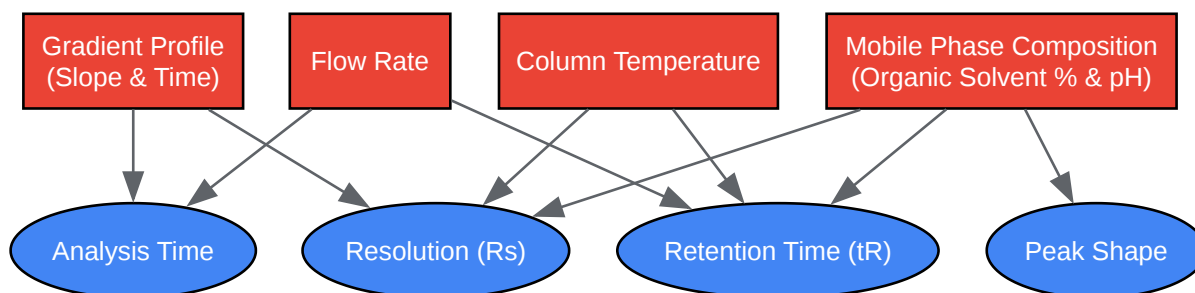 Gradient Profile
(Slope & Time)
Flow Rate
Column Temperature
Mobile Phase Composition
(Organic Solvent % & pH)
Analysis Time
Resolution (Rs)
Retention Time (tR)
Peak Shape